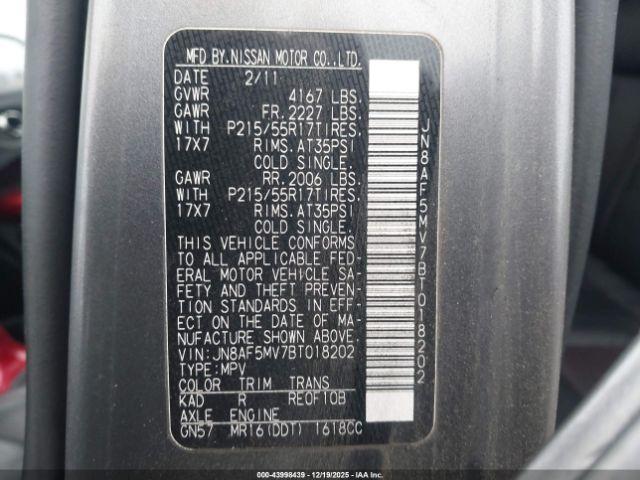 MFD BY.NISSAN MOTOR CO.,LTD.
DATE 2/11
GVWR 4167 LBS.
GAWR FR.2227 LBS.
WITH P215/55R17TIRES.
17X7 RIMS.AT35PSI
COLD SINGLE.
GAWR RR.2006 LBS.
WITH P215/55R17TIRES.
17X7 RIMS.AT35PSI
COLD SINGLE.
THIS VEHICLE CONFORMS
TO ALL APPLICABLE FED-
ERAL MOTOR VEHICLE SA-
FETY AND THEFT PREVEN-
TION STANDARDS IN EFF-
ECT ON THE DATE OF MA-
NUFACTURE SHOWN ABOVE.
VIN:JN8AF5MV7BT018202
TYPE:MPV
COLOR TRIM TRANS
KAD R RE0F10B
AXLE ENGINE
GN57 MR16(DDT) 1618CC
JN8AF5MV7BT018202
IAA - 43998439 - 12/19/2025 - IAAI.COM